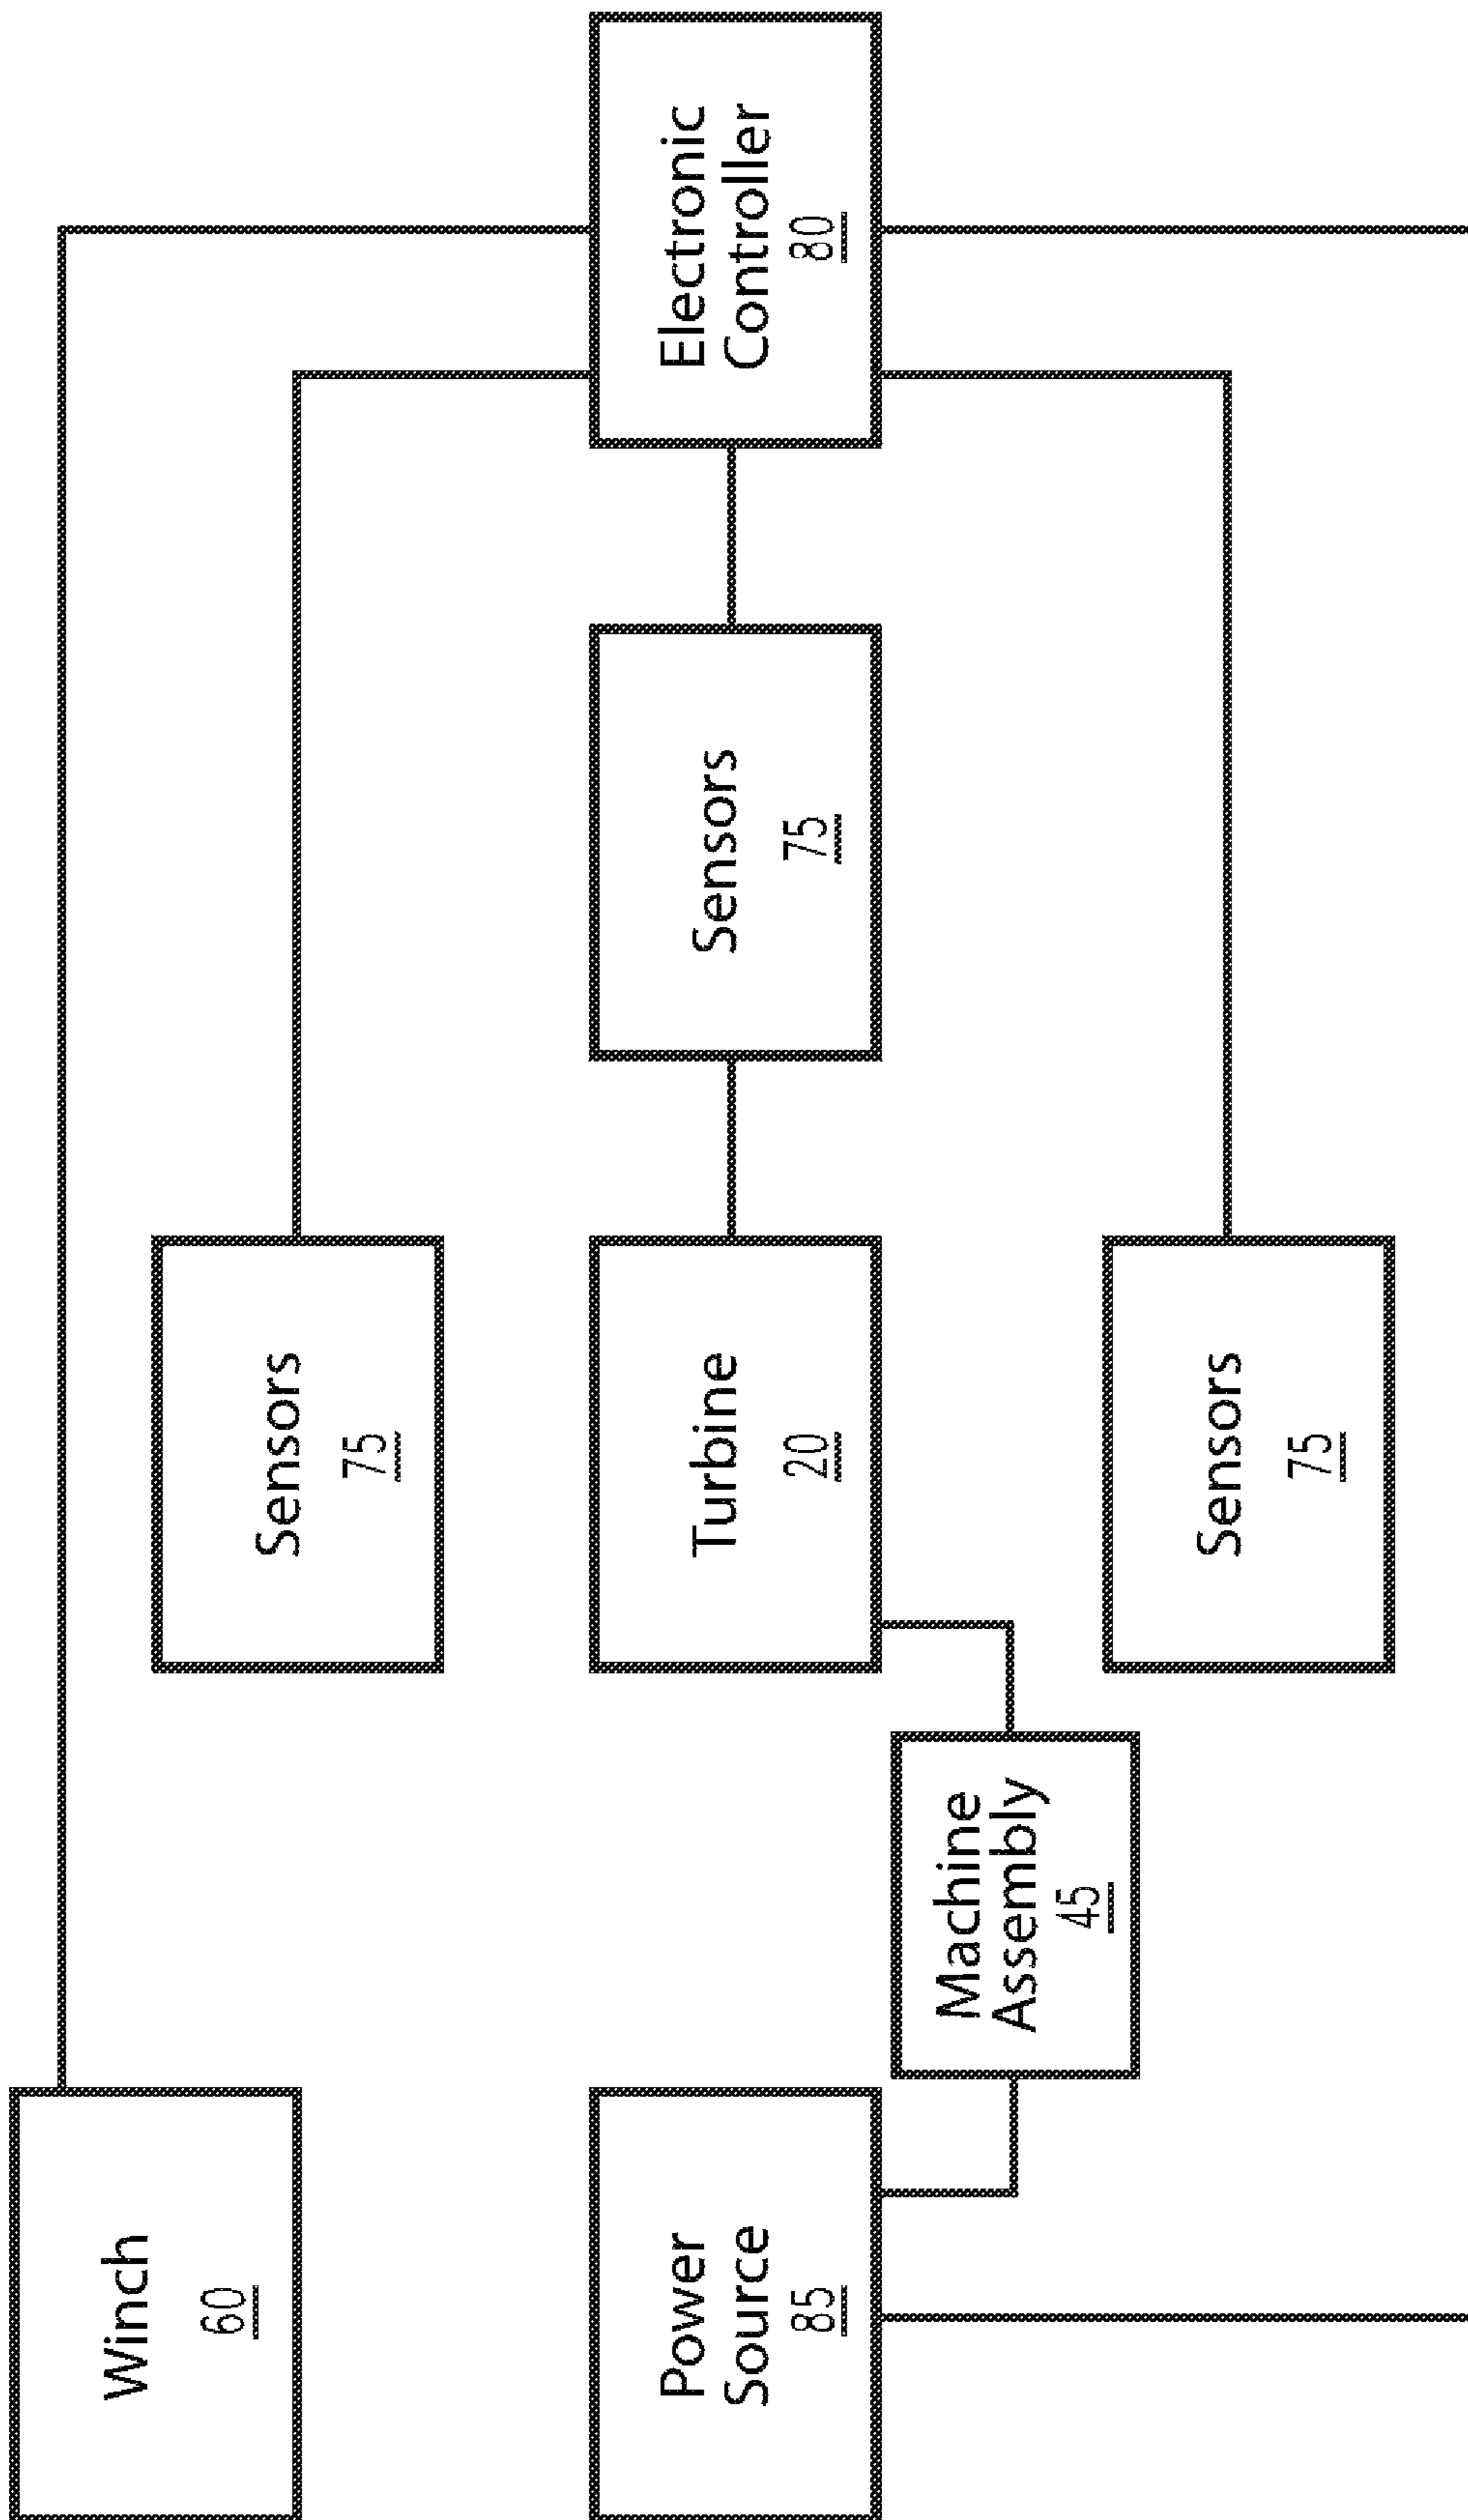 Winch
60
Sensors
75
Power
Source
85
Turbine
20
Sensors
75
Electronic
Controller
80
Machine
Assembly
45
Sensors
75